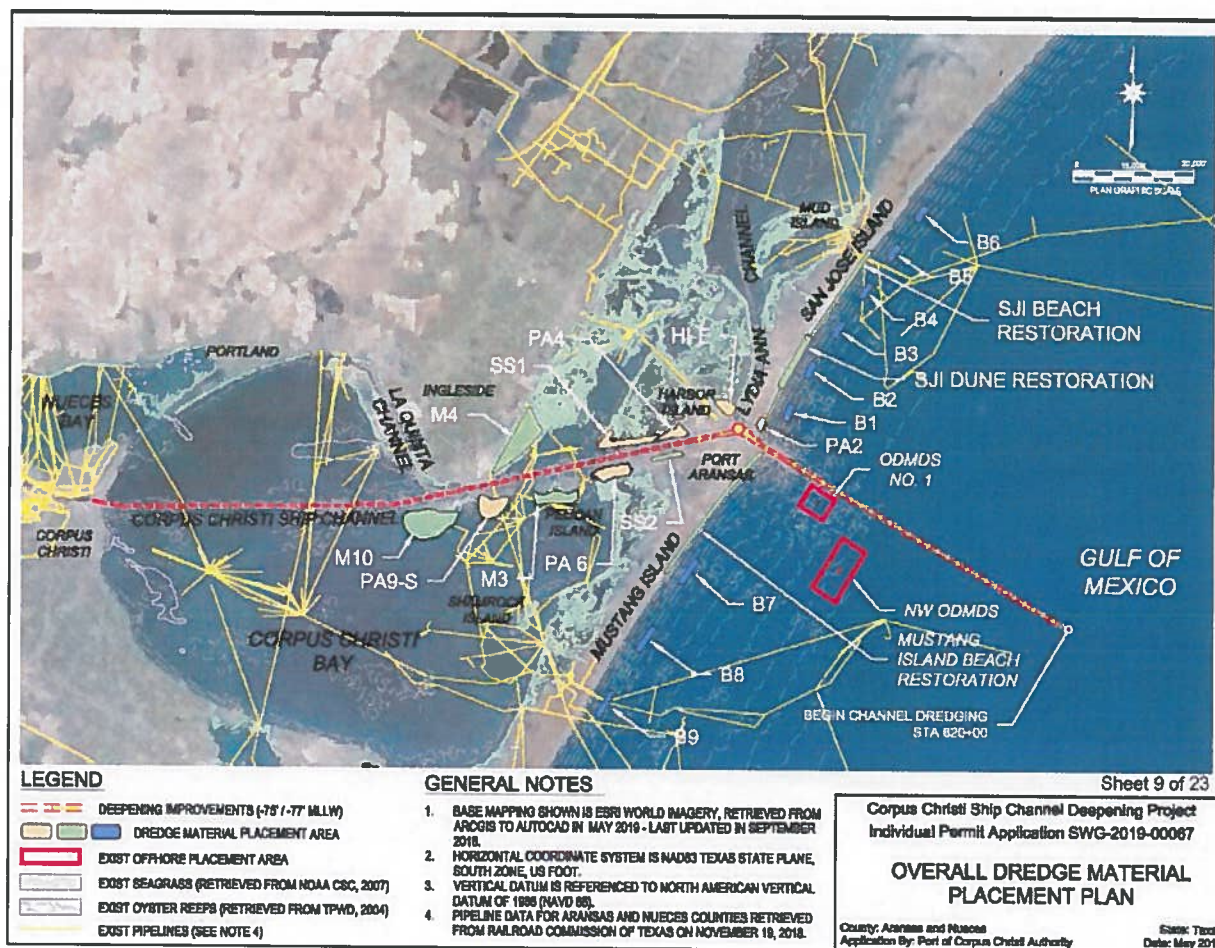 MUD
ISLAND
CHANNEL
SAN JOSE ISLAND
B6
B5
B4
SJI BEACH
RESTORATION
B3
SJI DUNE RESTORATION
B2
B1
PA2
ODMDS
NO. 1
PORTLAND
NUECES
BAY
LA QUINTA
CHANNEL
INGLESIDE
M4
SS1
PA4
HI-E
HARBOR
ISLAND
LYDIA ANN
PORT
ARANSAS
CORPUS CHRISTI SHIP CHANNEL
CORPUS
CHRISTI
M10
PA9-S
M3
PELICAN
ISLAND
PA 6
SS2
SHAMROCK
ISLAND
MUSTANG ISLAND
CORPUS CHRISTI
BAY
B7
B8
B9
GULF OF
MEXICO
NW ODMDS
MUSTANG
ISLAND BEACH
RESTORATION
BEGIN CHANNEL DREDGING
STA 620+00
0
20,000
PLAN GRAPHIC SCALE
LEGEND
DEEPENING IMPROVEMENTS (-75' / -77' MLLW)
DREDGE MATERIAL PLACEMENT AREA
EXIST OFFSHORE PLACEMENT AREA
EXIST SEAGRASS (RETRIEVED FROM NOAA CSC, 2007)
EXIST OYSTER REEFS (RETRIEVED FROM TPWD, 2004)
EXIST PIPELINES (SEE NOTE 4)
GENERAL NOTES
1. BASE MAPPING SHOWN IS ESRI WORLD IMAGERY, RETRIEVED FROM
ARCGIS TO AUTOCAD IN MAY 2019 - LAST UPDATED IN SEPTEMBER
2018.
2. HORIZONTAL COORDINATE SYSTEM IS NAD83 TEXAS STATE PLANE,
SOUTH ZONE, US FOOT.
3. VERTICAL DATUM IS REFERENCED TO NORTH AMERICAN VERTICAL
DATUM OF 1988 (NAVD 88).
4. PIPELINE DATA FOR ARANSAS AND NUECES COUNTIES RETRIEVED
FROM RAILROAD COMMISSION OF TEXAS ON NOVEMBER 19, 2018.
Sheet 9 of 23
Corpus Christi Ship Channel Deepening Project
Individual Permit Application SWG-2019-00067
OVERALL DREDGE MATERIAL
PLACEMENT PLAN
County: Aransas and Nueces
State: Texas
Application By: Port of Corpus Christi Authority
Date: May 201